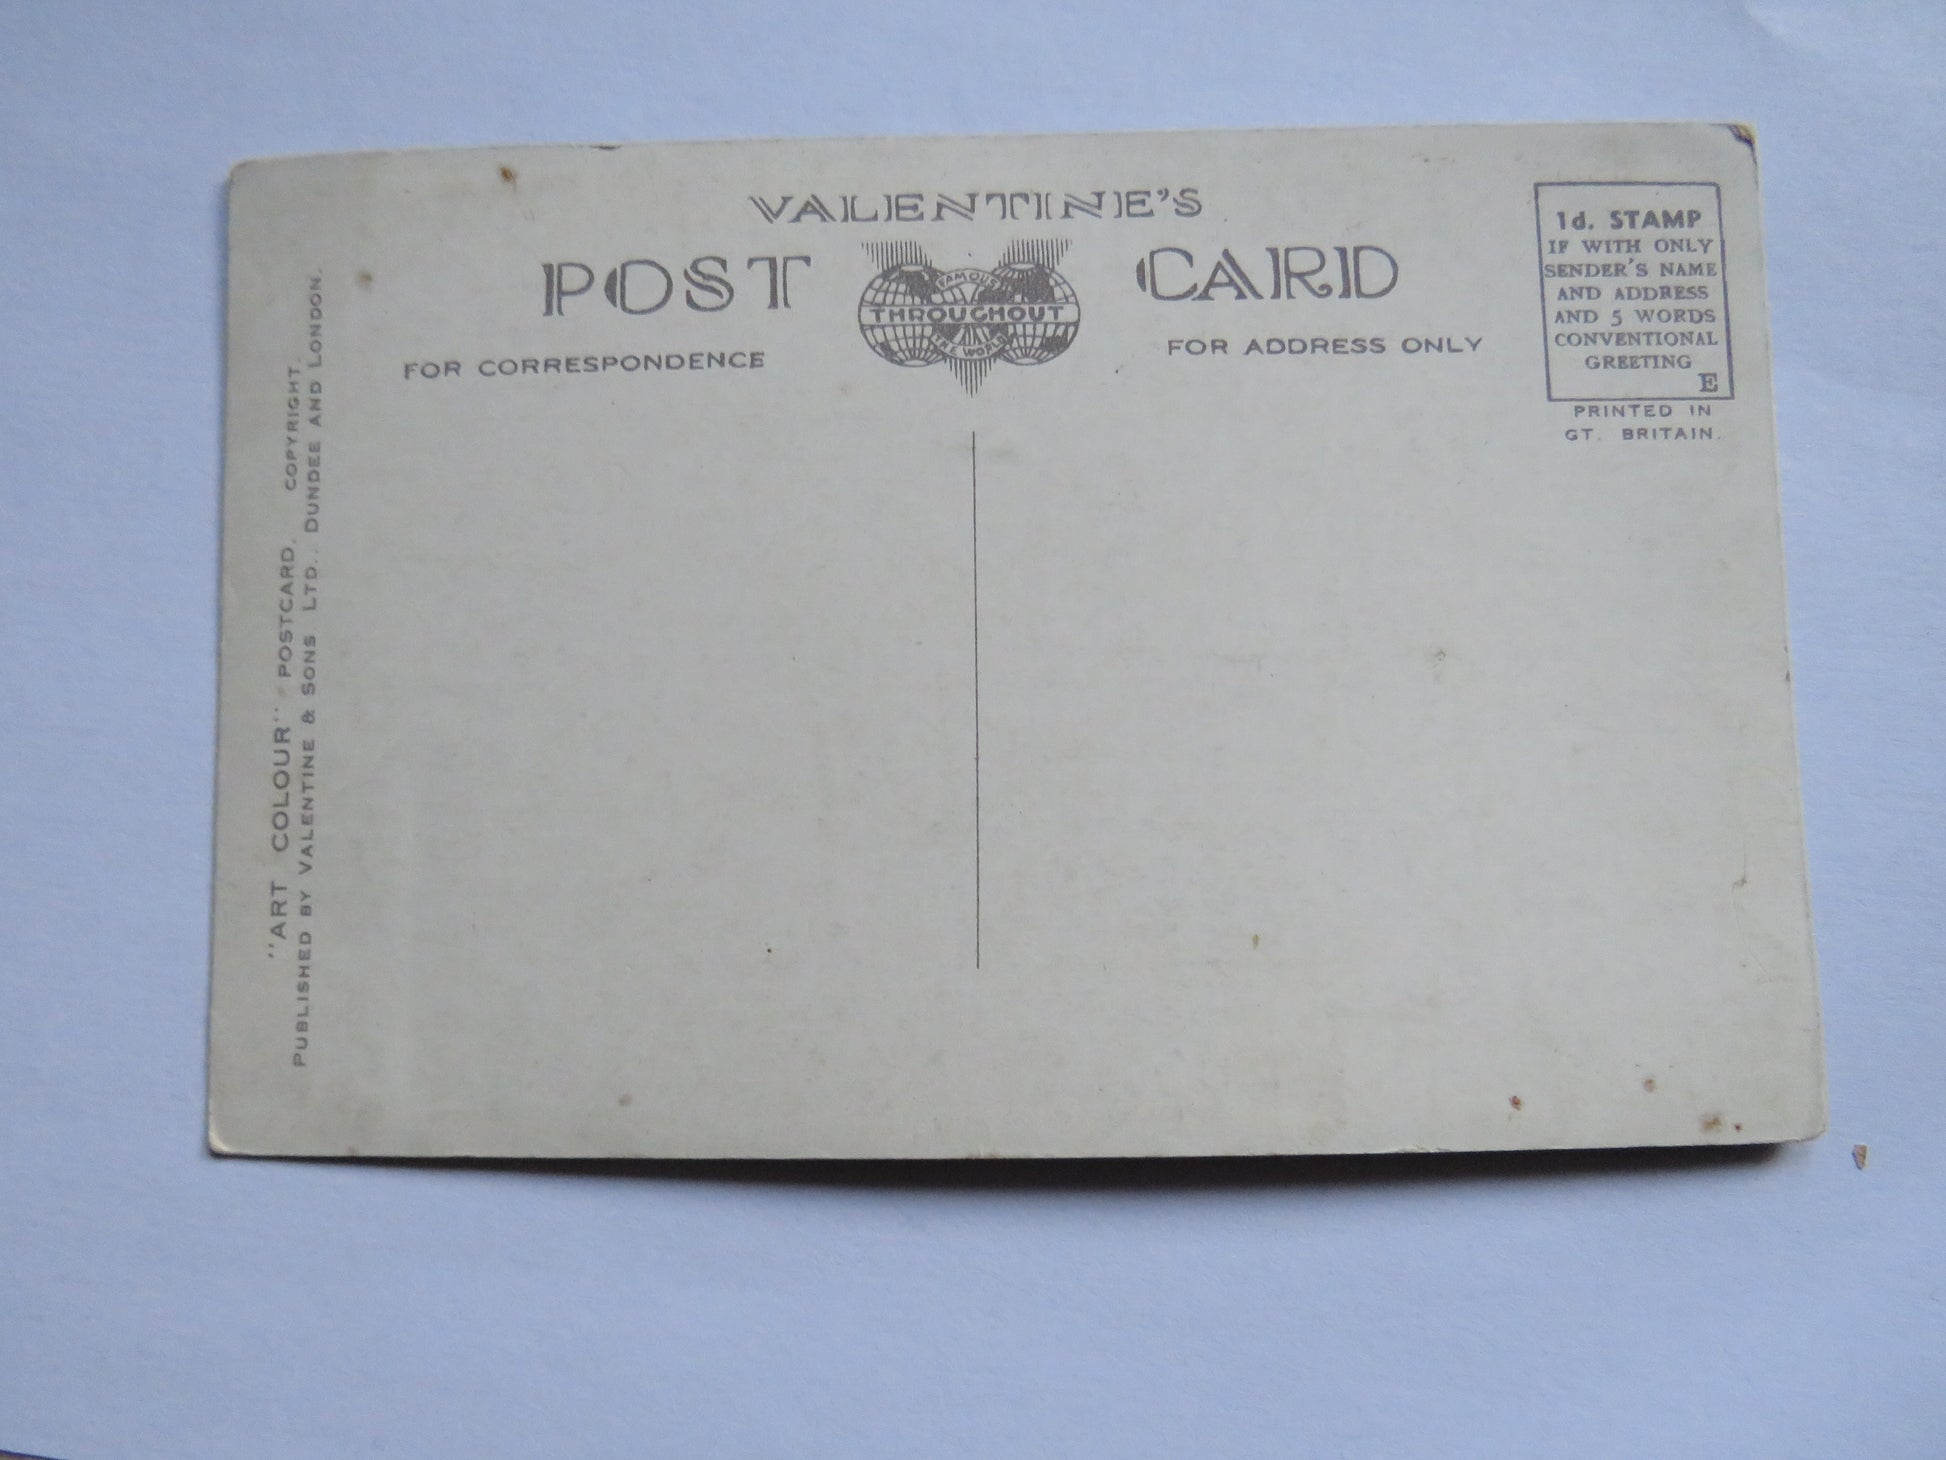 VALENTINE'S
POST CARD
FAMOUS
THROUGHOUT
THE WORLD
FOR CORRESPONDENCE
FOR ADDRESS ONLY
1d. STAMP
IF WITH ONLY
SENDER'S NAME
AND ADDRESS
AND 5 WORDS
CONVENTIONAL
GREETING
E
PRINTED IN
GT. BRITAIN.
"ART COLOUR" POSTCARD. COPYRIGHT.
PUBLISHED BY VALENTINE & SONS LTD., DUNDEE AND LONDON.